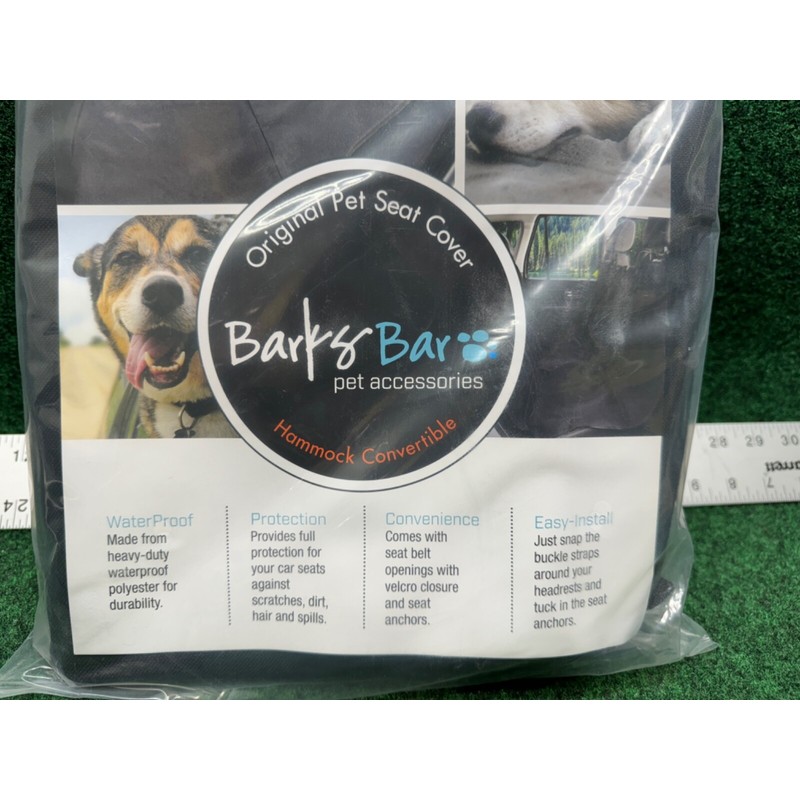 Original Pet Seat Cover
Barks Bar
pet accessories
Hammock Convertible
WaterProof
Made from
heavy-duty
waterproof
polyester for
durability.
Protection
Provides full
protection for
your car seats
against
scratches, dirt,
hair and spills.
Convenience
Comes with
seat belt
openings with
velcro closure
and seat
anchors.
Easy-Install
Just snap the
buckle straps
around your
headrests and
tuck in the seat
anchors.
28 29 30